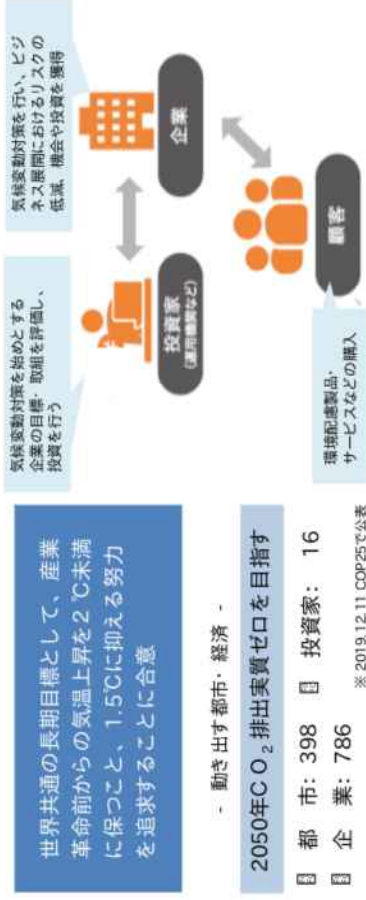 世界共通の長期目標として、産業
革命前からの気温上昇を2℃未満
に保つこと、1.5℃に抑える努力
を追求することに合意
- 動き出す都市・経済 -
2050年CO₂排出実質ゼロを目指す
都 市: 398 投資家: 16
企 業: 786
※ 2019.12.11 COP25で公表
気候変動対策を始めとする
企業の目標・取組を評価し、
投資を行う
気候変動対策を行い、ビジ
ネス展開におけるリスクの
低減、機会や投資を獲得
投資家
(運用機関など)
企業
顧客
環境配慮製品・
サービスなどの購入